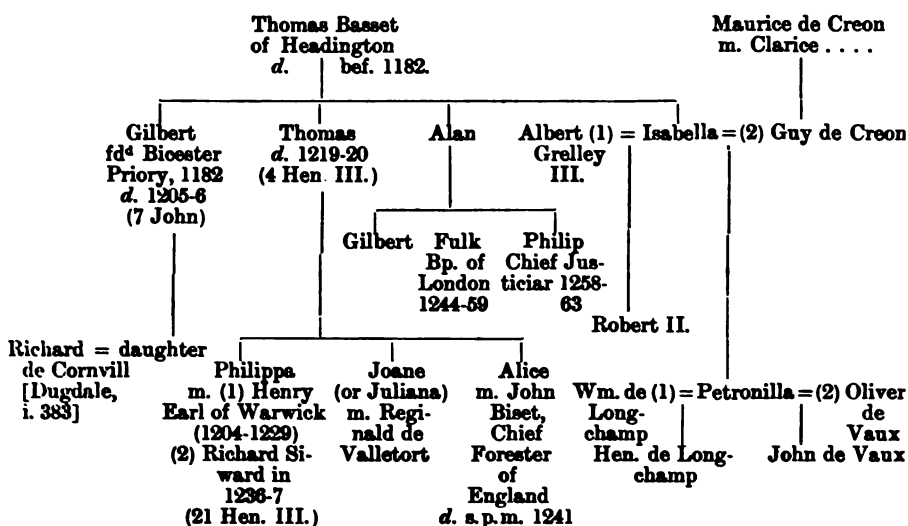 Thomas Basset
of Headington
d. bef. 1182.
Maurice de Creon
m. Clarice . . . .
Gilbert
fdᵈ Bicester
Priory, 1182
d. 1205-6
(7 John)
Thomas
d. 1219-20
(4 Hen. III.)
Alan
Albert (1) = Isabella = (2) Guy de Creon
Grelley
III.
Gilbert
Fulk
Bp. of
London
1244-59
Philip
Chief Jus-
ticiar 1258-
63
Robert II.
Richard = daughter
de Cornvill
[Dugdale,
i. 383]
Philippa
m. (1) Henry
Earl of Warwick
(1204-1229)
(2) Richard Si-
ward in
1236-7
(21 Hen. III.)
Joane
(or Juliana)
m. Regi-
nald de
Valletort
Alice
m. John
Biset,
Chief
Forester
of
England
d. s.p.m. 1241
Wm. de (1) = Petronilla = (2) Oliver
Long-
champ
de
Vaux
Hen. de Long-
champ
John de Vaux